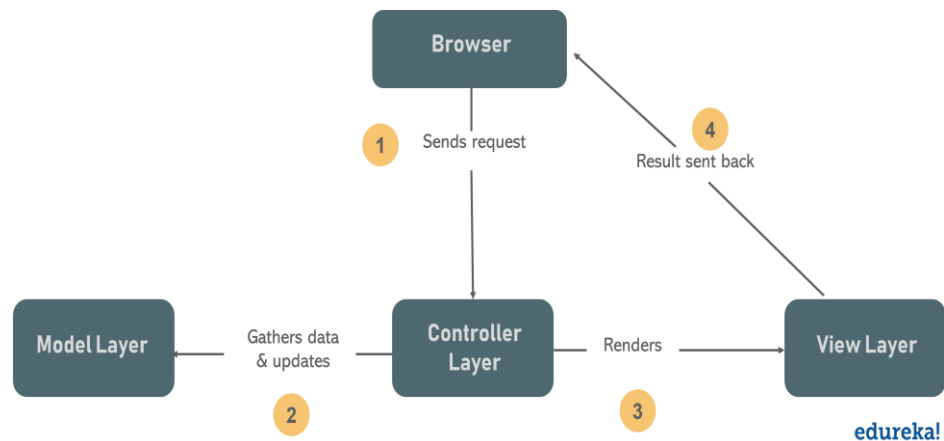 Browser
1
Sends request
4
Result sent back
Model Layer
Gathers data
& updates
2
Controller
Layer
Renders
3
View Layer
edureka!